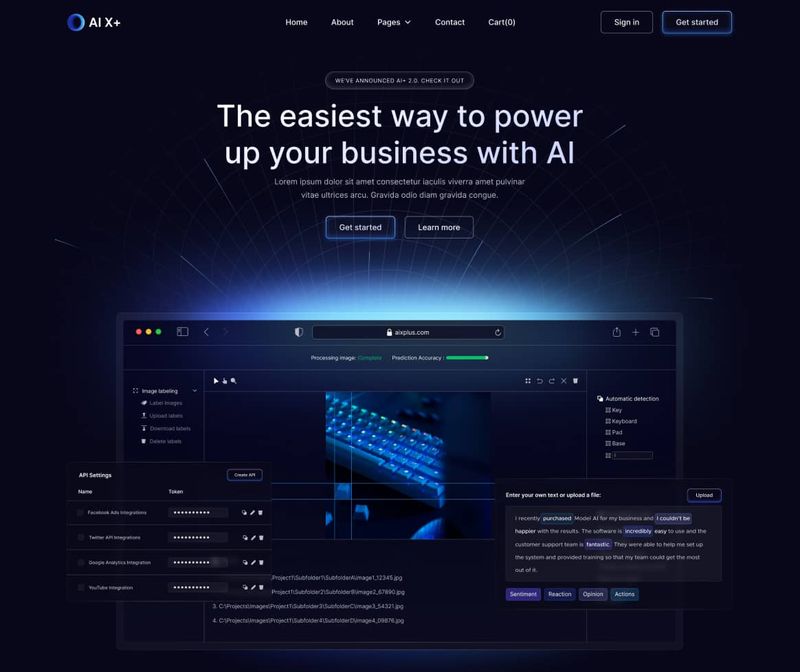 AI X+
Home About Pages Contact Cart(0)
Sign in
Get started
WE'VE ANNOUNCED AI+ 2.0. CHECK IT OUT
The easiest way to power
up your business with AI
Lorem ipsum dolor sit amet consectetur iaculis viverra amet pulvinar
vitae ultrices arcu. Gravida odio diam gravida congue.
Get started
Learn more
aixplus.com
Processing image: Complete Prediction Accuracy :
Image labeling
Label Images
Upload labels
Download labels
Delete labels
Automatic detection
Key
Keyboard
Pad
Base
API Settings
Create API
Name Token
Facebook Ads Integrations
Twitter API Integrations
Google Analytics Integration
YouTube Integration
Enter your own text or upload a file:
Upload
I recently purchased Model AI for my business and I couldn't be
happier with the results. The software is incredibly easy to use and the
customer support team is fantastic. They were able to help me set up
the system and provided training so that my team could get the most
out of it.
Sentiment Reaction Opinion Actions
\Project1\Subfolder1\SubfolderA\image1_12345.jpg
Project1\Subfolder2\SubfolderB\image2_67890.jpg
3. C:\Projects\Images\Project1\Subfolder3\SubfolderC\image3_54321.jpg
4. C:\Projects\Images\Project1\Subfolder4\SubfolderD\image4_09876.jpg